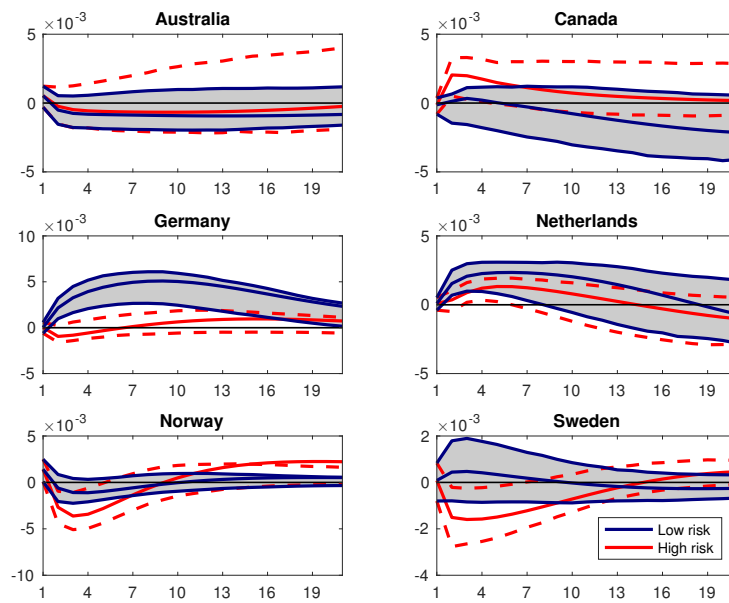 Australia
×10⁻³
5
0
-5
1 4 7 10 13 16 19
Canada
×10⁻³
5
0
-5
1 4 7 10 13 16 19
Germany
×10⁻³
10
5
0
-5
1 4 7 10 13 16 19
Netherlands
×10⁻³
5
0
-5
1 4 7 10 13 16 19
Norway
×10⁻³
5
0
-5
-10
1 4 7 10 13 16 19
Sweden
×10⁻³
2
0
-2
-4
1 4 7 10 13 16 19
Low risk
High risk